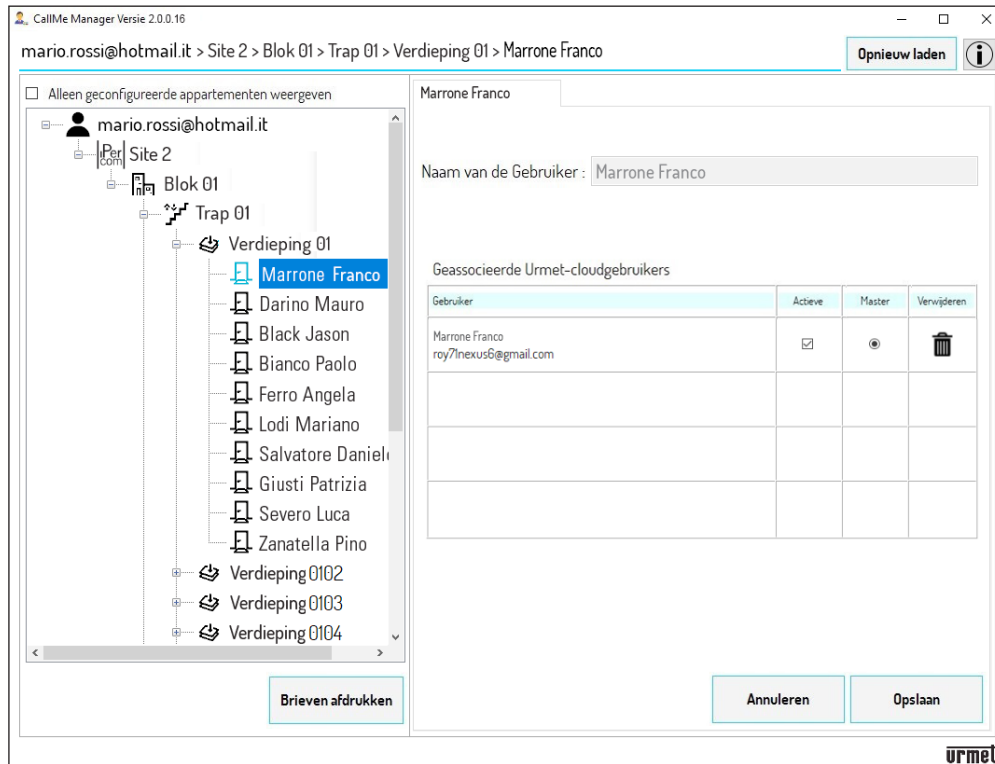 CallMe Manager Versie 2.0.0.16
mario.rossi@hotmail.it > Site 2 > Blok 01 > Trap 01 > Verdieping 01 > Marrone Franco
Opnieuw laden
Alleen geconfigureerde appartementen weergeven
mario.rossi@hotmail.it
iPercom Site 2
Blok 01
Trap 01
Verdieping 01
Marrone Franco
Darino Mauro
Black Jason
Bianco Paolo
Ferro Angela
Lodi Mariano
Salvatore Daniele
Giusti Patrizia
Severo Luca
Zanatella Pino
Verdieping 0102
Verdieping 0103
Verdieping 0104
Brieven afdrukken
Marrone Franco
Naam van de Gebruiker : Marrone Franco
Geassocieerde Urmet-cloudgebruikers
Gebruiker Actieve Master Verwijderen
Marrone Franco
roy71nexus6@gmail.com
Annuleren Opslaan
urmet